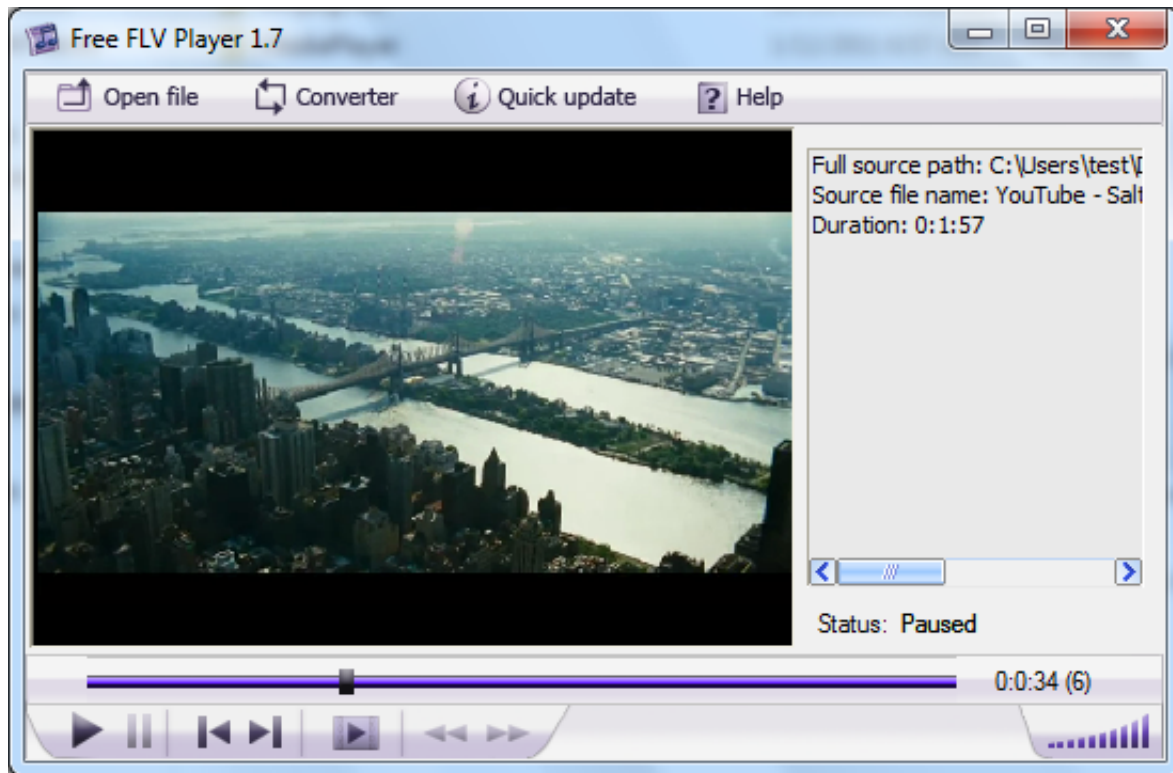 Free FLV Player 1.7
Open file Converter Quick update Help
Full source path: C:\Users\test\D
Source file name: YouTube - Salt
Duration: 0:1:57
Status: Paused
0:0:34 (6)